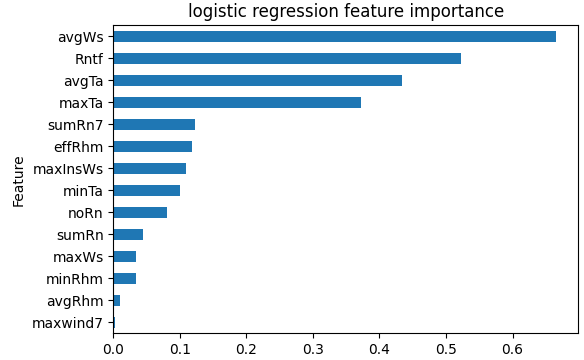 logistic regression feature importance
Feature
avgWs
Rntf
avgTa
maxTa
sumRn7
effRhm
maxInsWs
minTa
noRn
sumRn
maxWs
minRhm
avgRhm
maxwind7
0.0 0.1 0.2 0.3 0.4 0.5 0.6